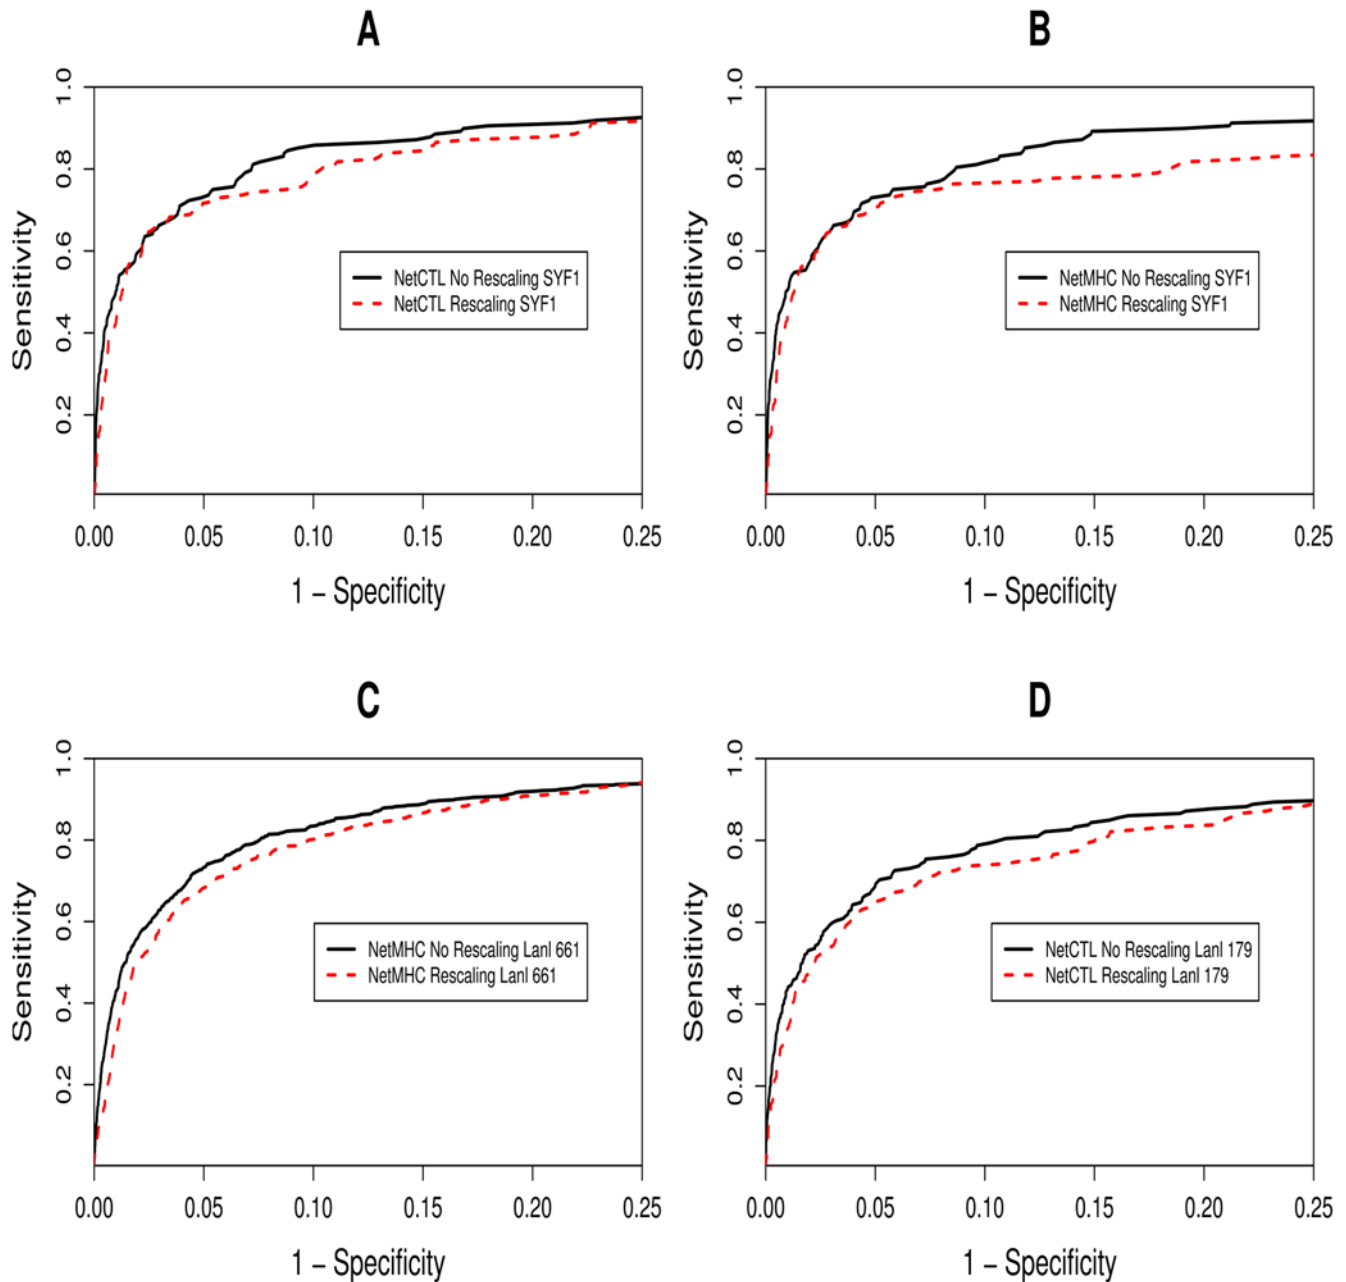 A
1.0
0.8
0.6
0.4
0.2
Sensitivity
NetCTL No Rescaling SYF1
NetCTL Rescaling SYF1
0.00 0.05 0.10 0.15 0.20 0.25
1 – Specificity
B
1.0
0.8
0.6
0.4
0.2
Sensitivity
NetMHC No Rescaling SYF1
NetMHC Rescaling SYF1
0.00 0.05 0.10 0.15 0.20 0.25
1 – Specificity
C
1.0
0.8
0.6
0.4
0.2
Sensitivity
NetMHC No Rescaling Lanl 661
NetMHC Rescaling Lanl 661
0.00 0.05 0.10 0.15 0.20 0.25
1 – Specificity
D
1.0
0.8
0.6
0.4
0.2
Sensitivity
NetCTL No Rescaling Lanl 179
NetCTL Rescaling Lanl 179
0.00 0.05 0.10 0.15 0.20 0.25
1 – Specificity